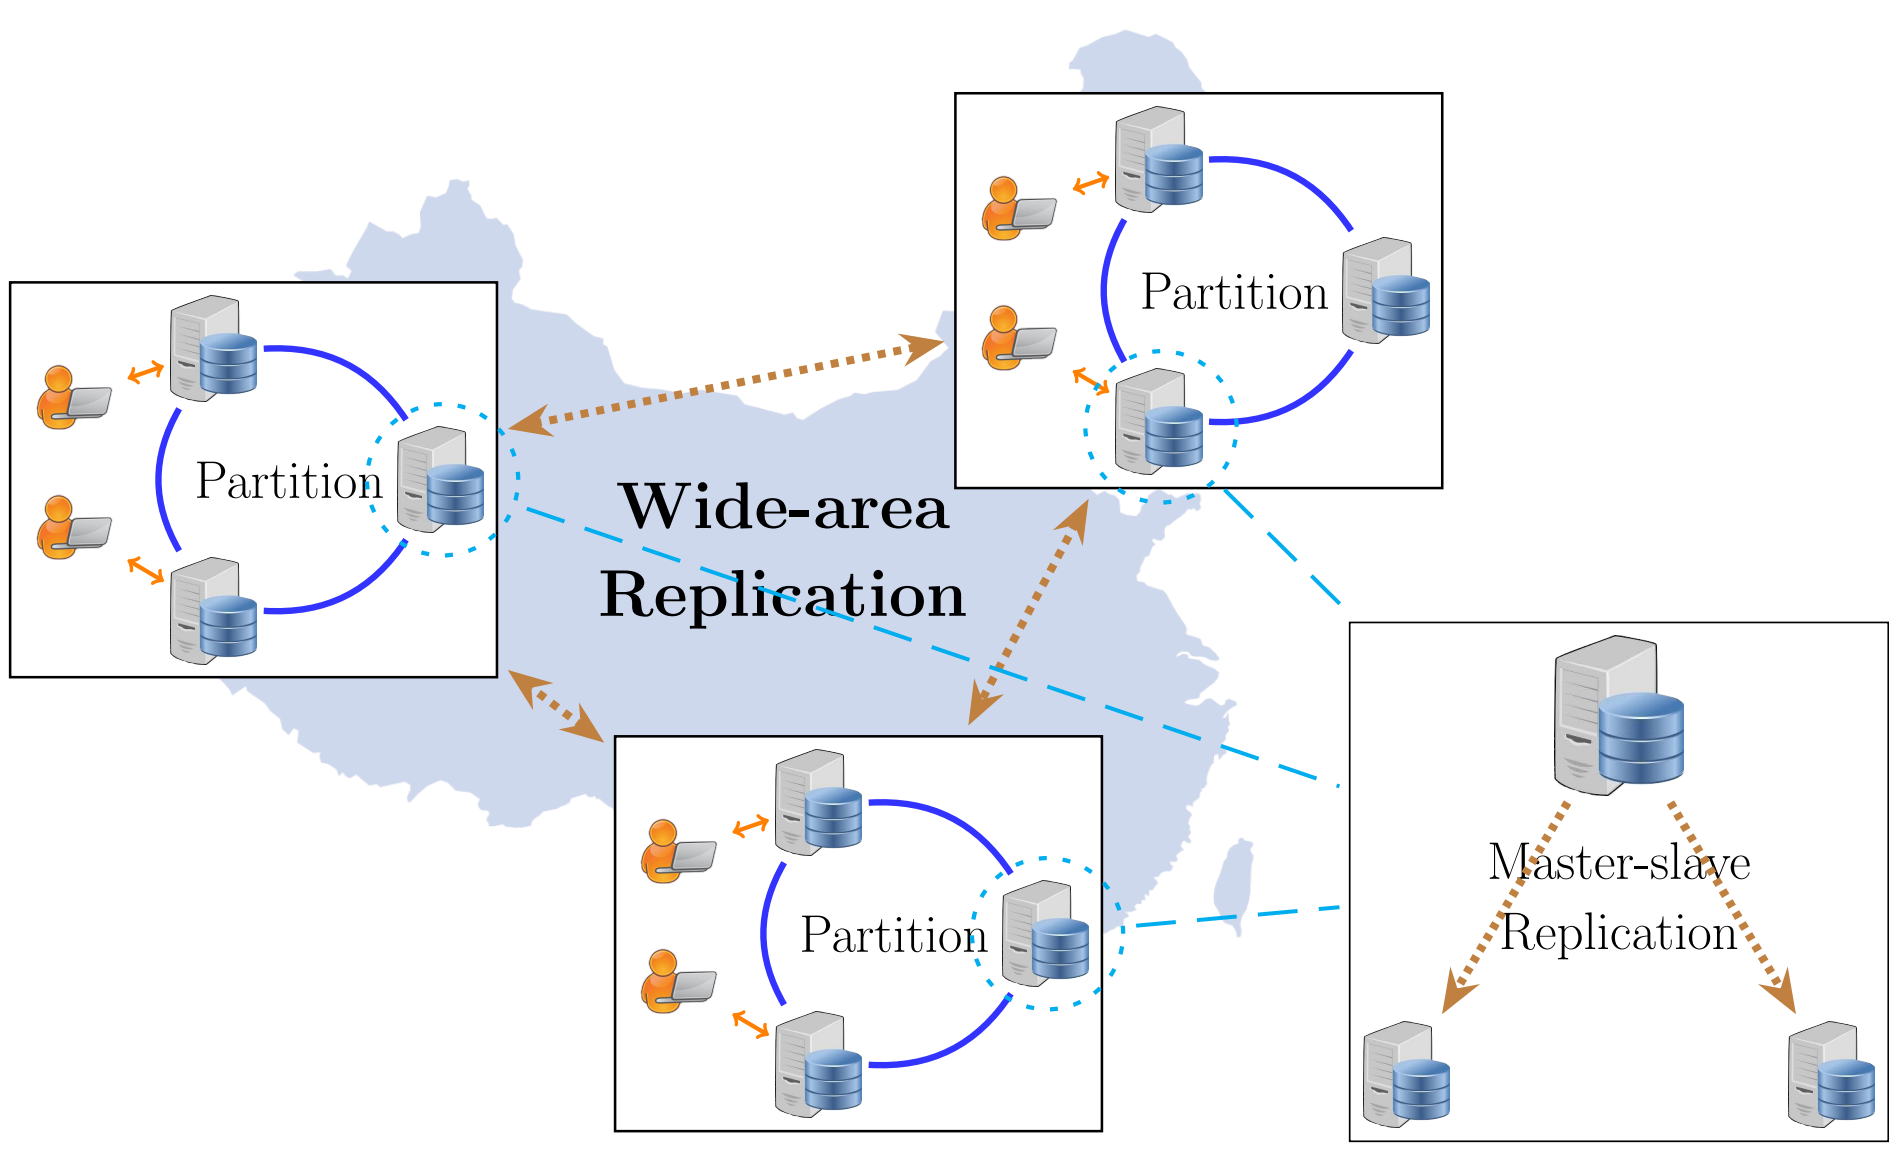 Partition
Partition
Wide-area
Replication
Partition
Master-slave
Replication